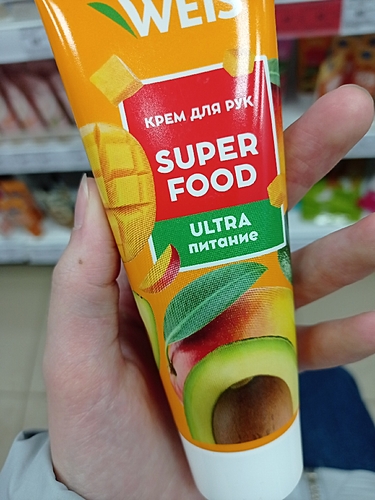 WEIS
КРЕМ ДЛЯ РУК
SUPER
FOOD
ULTRA
питание